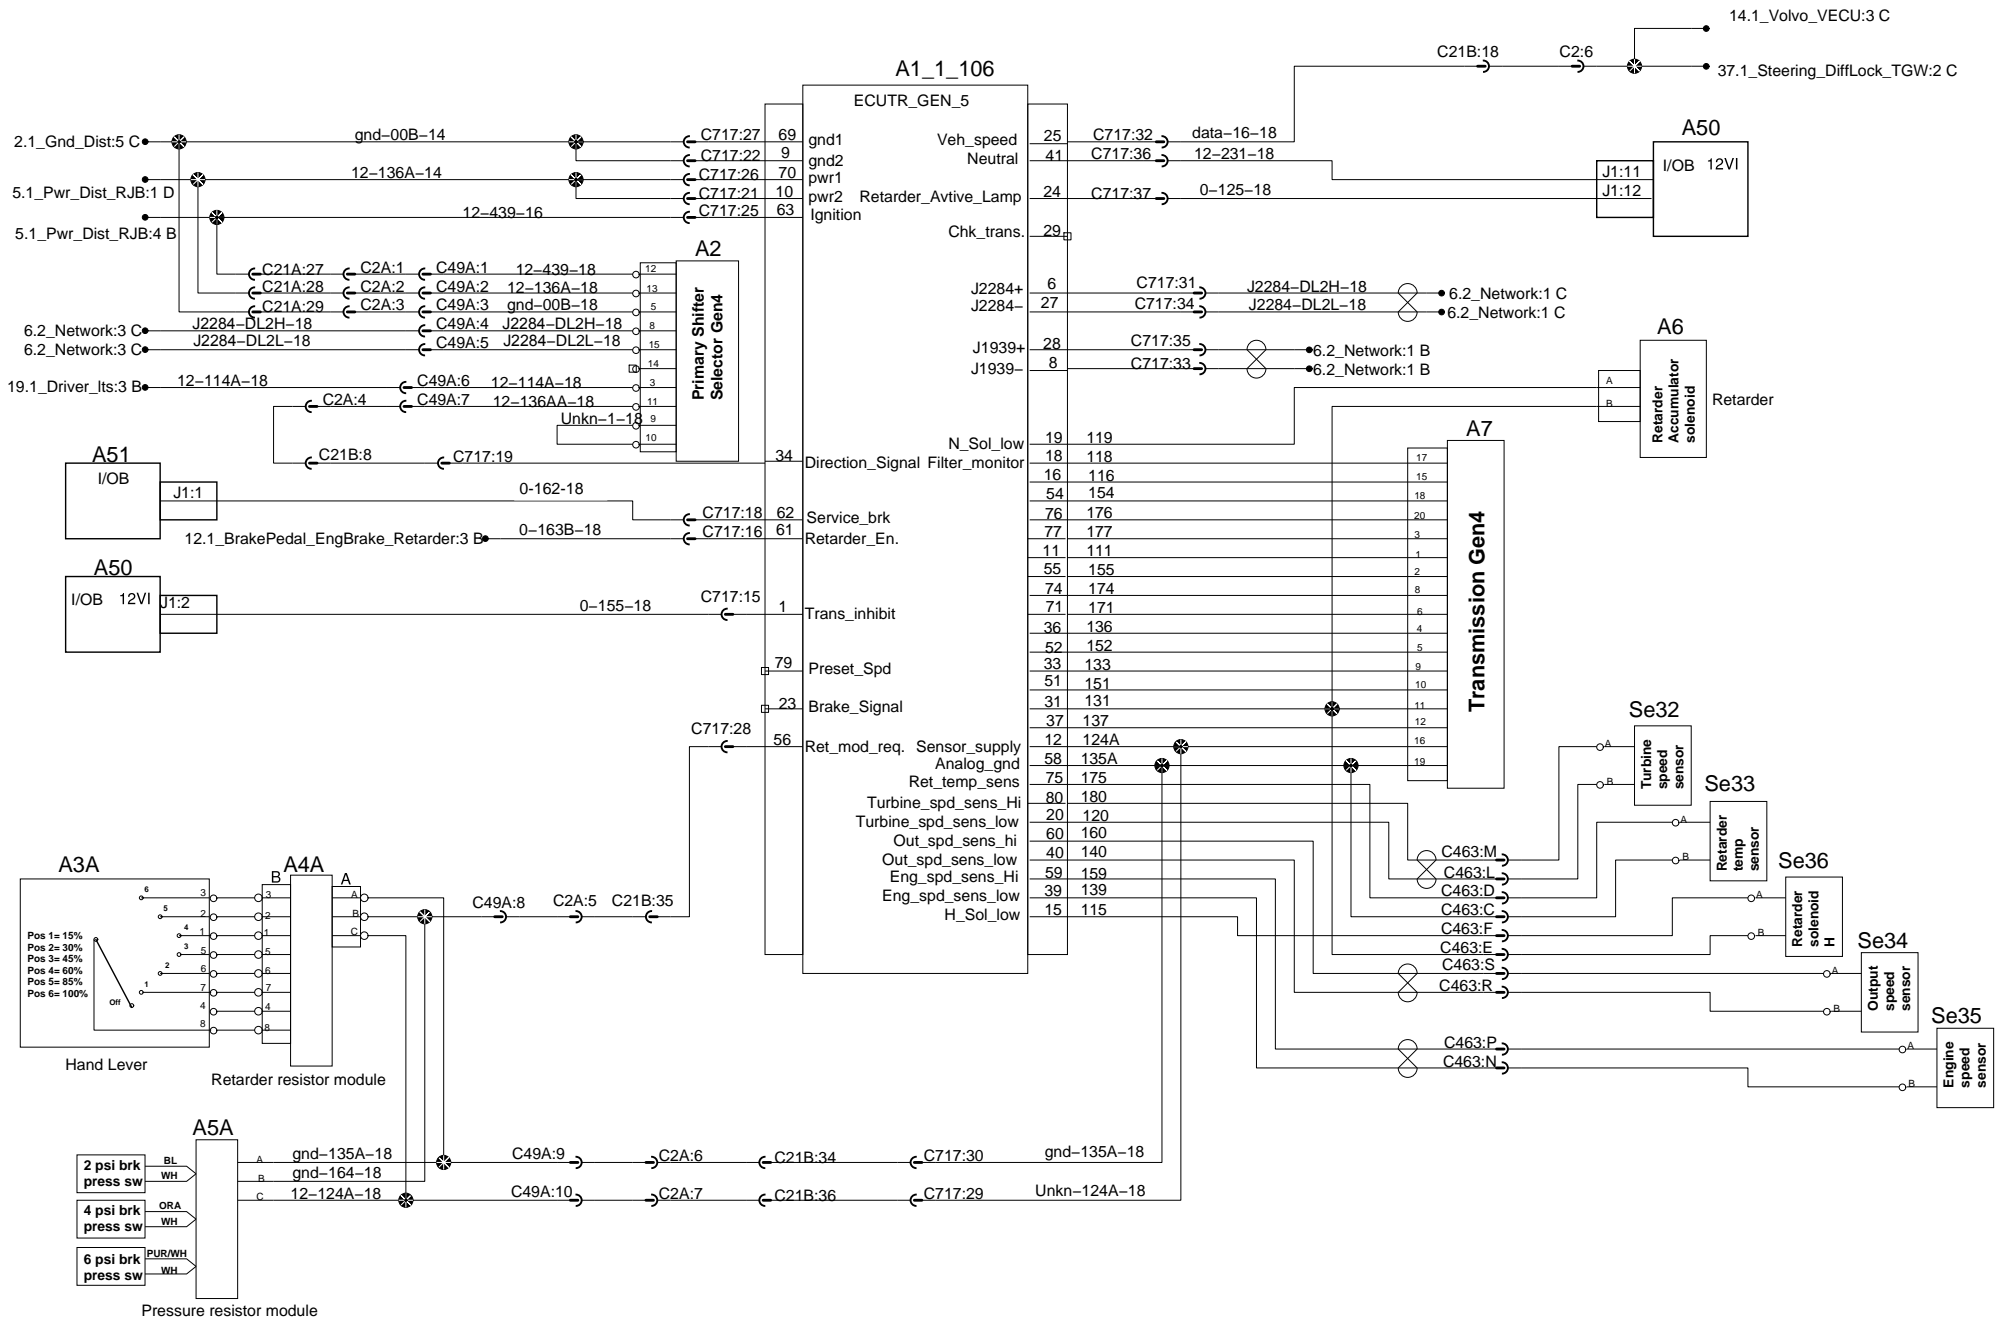 14.1_Volvo_VECU:3 C
C21B:18 C2:6
37.1_Steering_DiffLock_TGW:2 C
A1_1_106
ECUTR_GEN_5
2.1_Gnd_Dist:5 C gnd-00B-14 C717:27 69 gnd1
C717:22 9 gnd2
5.1_Pwr_Dist_RJB:1 D 12-136A-14 C717:26 70 pwr1
C717:21 10 pwr2
5.1_Pwr_Dist_RJB:4 B 12-439-16 C717:25 63 Ignition
Veh_speed 25 C717:32 data-16-18
Neutral 41 C717:36 12-231-18
Retarder_Avtive_Lamp 24 C717:37 0-125-18
Chk_trans. 29
A50
I/OB 12VI
J1:11
J1:12
J2284+ 6 C717:31 J2284-DL2H-18 6.2_Network:1 C
J2284- 27 C717:34 J2284-DL2L-18 6.2_Network:1 C
J1939+ 28 C717:35 6.2_Network:1 B
J1939- 8 C717:33 6.2_Network:1 B
A2
Primary Shifter
Selector Gen4
C21A:27 C2A:1 C49A:1 12-439-18 12
C21A:28 C2A:2 C49A:2 12-136A-18 13
C21A:29 C2A:3 C49A:3 gnd-00B-18 5
6.2_Network:3 C J2284-DL2H-18 C49A:4 J2284-DL2H-18 8
6.2_Network:3 C J2284-DL2L-18 C49A:5 J2284-DL2L-18 15
14
19.1_Driver_Its:3 B 12-114A-18 C49A:6 12-114A-18 3
C2A:4 C49A:7 12-136AA-18 11
Unkn-1-18 9
10
C21B:8 C717:19 34 Direction_Signal
A6
Retarder
Accumulator
solenoid
A
B
Retarder
A51
I/OB
J1:1 0-162-18 C717:18 62 Service_brk
12.1_BrakePedal_EngBrake_Retarder:3 B 0-163B-18 C717:16 61 Retarder_En.
A50
I/OB 12VI J1:2
0-155-18 C717:15 1 Trans_inhibit
79 Preset_Spd
23 Brake_Signal
C717:28 56 Ret_mod_req.
A7
Transmission Gen4
N_Sol_low 19 119
Filter_monitor 18 118 17
16 116 15
54 154 18
76 176 20
77 177 3
11 111 1
55 155 2
74 174 8
71 171 6
36 136 4
52 152 5
33 133 9
51 151 10
31 131 11
37 137 12
Sensor_supply 12 124A 16
Analog_gnd 58 135A 19
Ret_temp_sens 75 175
Turbine_spd_sens_Hi 80 180
Turbine_spd_sens_low 20 120
Out_spd_sens_hi 60 160
Out_spd_sens_low 40 140
Eng_spd_sens_Hi 59 159
Eng_spd_sens_low 39 139
H_Sol_low 15 115
C463:M
C463:L
C463:D
C463:C
C463:F
C463:E
C463:S
C463:R
C463:P
C463:N
Se32
A
B
Turbine
speed
sensor
Se33
A
B
Retarder
temp
sensor
Se36
A
B
Retarder
solenoid
H
Se34
A
B
Output
speed
sensor
Se35
A
B
Engine
speed
sensor
A3A
Pos 1= 15%
Pos 2= 30%
Pos 3= 45%
Pos 4= 60%
Pos 5= 85%
Pos 6= 100%
Off
6 3
5 2
4 1
3 5
2 6
1 7
4
8
Hand Lever
A4A
B A
3 A
2 B
1 C
5
6
7
4
8
Retarder resistor module
C49A:8 C2A:5 C21B:35
A5A
2 psi brk
press sw
BL
WH
4 psi brk
press sw
ORA
WH
6 psi brk
press sw
PUR/WH
WH
A gnd-135A-18 C49A:9 C2A:6 C21B:34 C717:30 gnd-135A-18
B gnd-164-18
C 12-124A-18 C49A:10 C2A:7 C21B:36 C717:29 Unkn-124A-18
Pressure resistor module